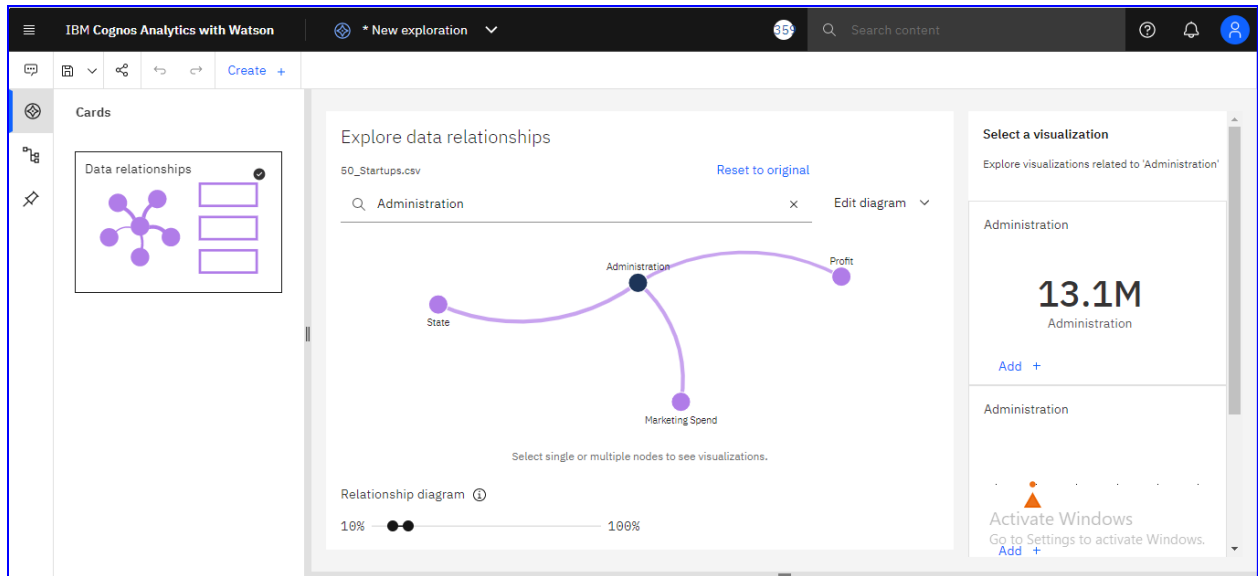 IBM Cognos Analytics with Watson
* New exploration
359
Search content
Create +
Cards
Data relationships
Explore data relationships
50_Startups.csv
Reset to original
Administration
Edit diagram
Administration
Profit
State
Marketing Spend
Select single or multiple nodes to see visualizations.
Relationship diagram
10%
100%
Select a visualization
Explore visualizations related to 'Administration'
Administration
13.1M
Administration
Add +
Administration
Activate Windows
Go to Settings to activate Windows.
Add +